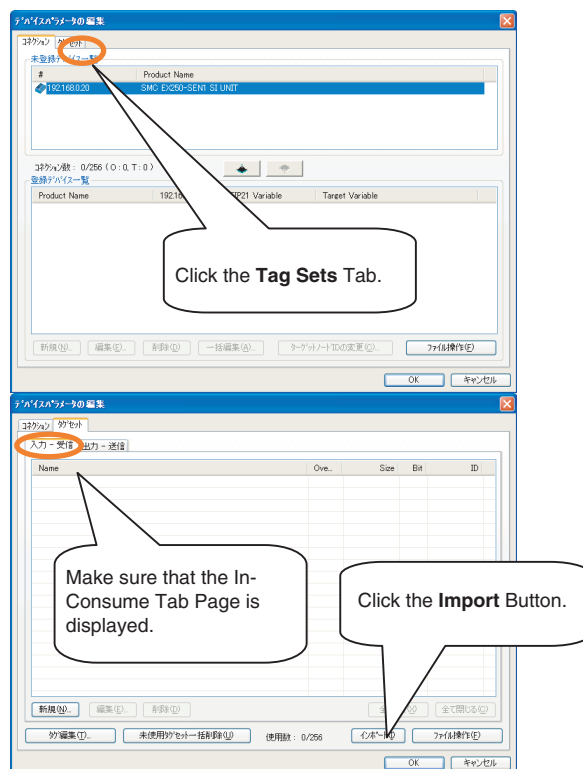 デバイスパラメータの編集
コネクション タグセット
未登録デバイス一覧
# Product Name
192.168.0.20 SMC EX250-SEN1 SI UNIT
コネクション数 : 0/256 ( O : 0, T : 0 )
登録デバイス一覧
Product Name 192.16 TP21 Variable Target Variable
Click the Tag Sets Tab.
新規(N)... 編集(E)... 削除(D) 一括編集(A)... ターゲットノートIDの変更(C)... ファイル操作(F)
OK キャンセル
デバイスパラメータの編集
コネクション タグセット
入力 - 受信 出力 - 送信
Name Ove... Size Bit ID
Make sure that the In-
Consume Tab Page is
displayed.
Click the Import Button.
新規(N)... 編集(E)... 削除(D) 全て閉じる(C)
タグ編集(T)... 未使用タグセット一括削除(U) 使用数 : 0/256 ファイル操作(F)
OK キャンセル